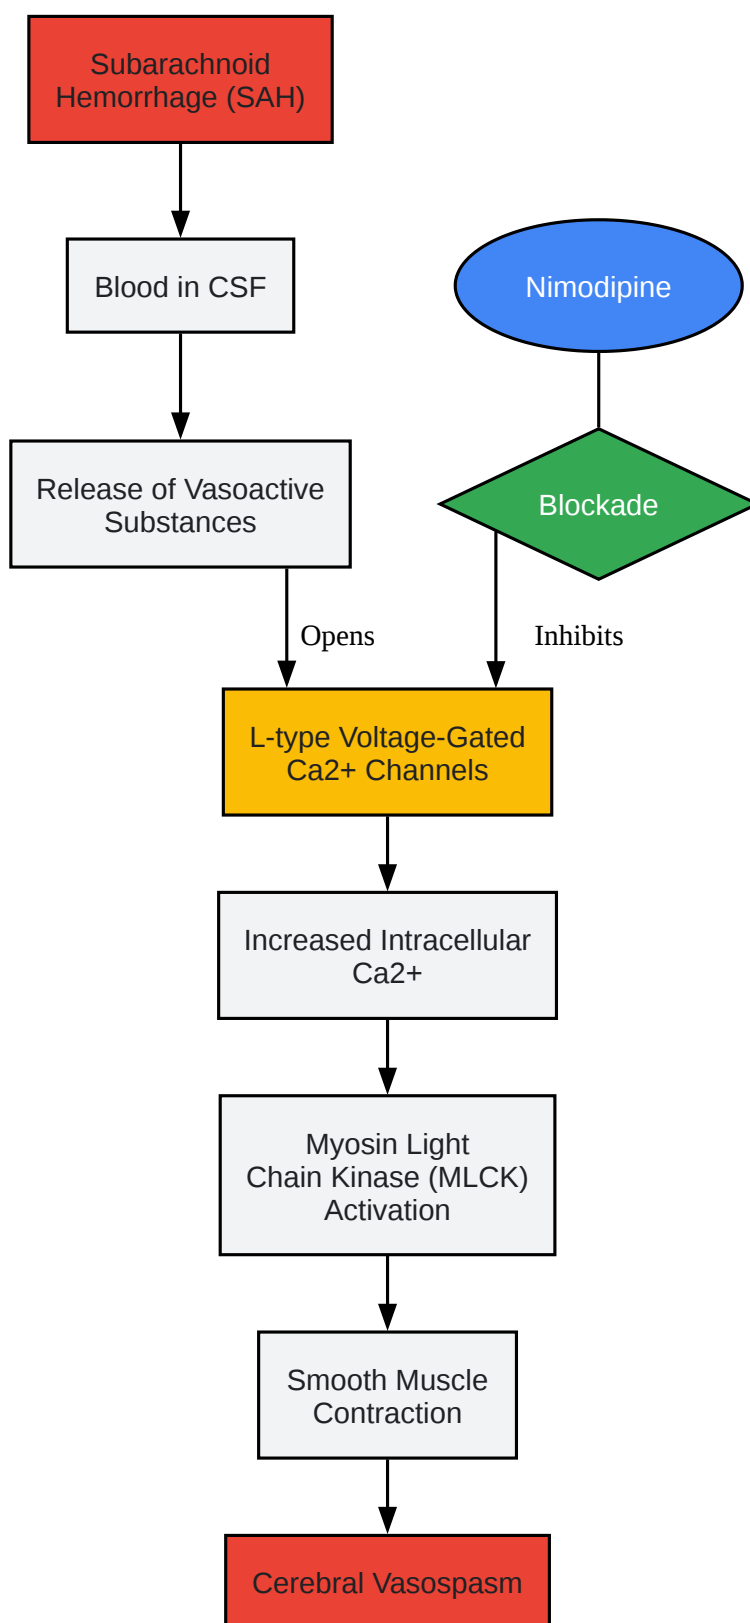 Subarachnoid
Hemorrhage (SAH)
Blood in CSF
Nimodipine
Release of Vasoactive
Substances
Blockade
Opens
Inhibits
L-type Voltage-Gated
Ca2+ Channels
Increased Intracellular
Ca2+
Myosin Light
Chain Kinase (MLCK)
Activation
Smooth Muscle
Contraction
Cerebral Vasospasm